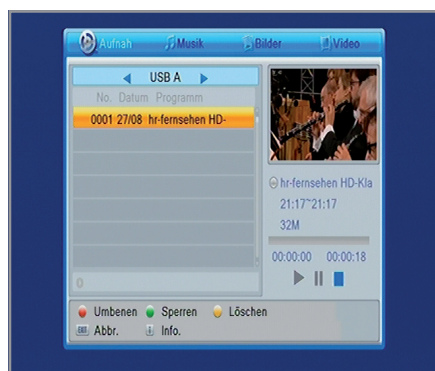 Aufnah Musik Bilder Video
USB A
No. Datum Programm
0001 27/08 hr-fernsehen HD-
hr-fernsehen HD-Kla
21:17~21:17
32M
00:00:00 00:00:18
0
Umbenen Sperren Löschen
EXIT Abbr. i Info.